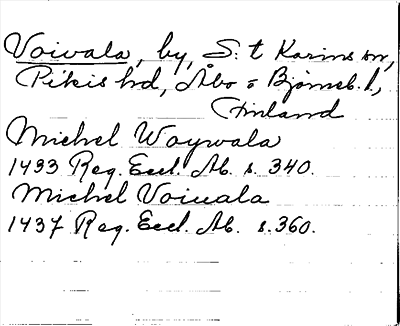 Voivala, by, S:t Karins sn,
Pikis hd, Åbo o Björneb. l,
Finland
Michel Woywala
1433 Reg. Eccl. Ab. s. 340.
Michel Voiuala
1437 Reg. Eccl. Ab. s. 360.